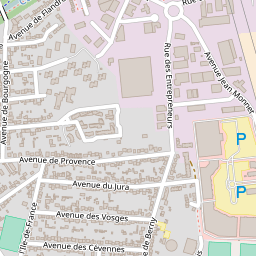 Avenue de Flandre
Avenue de Bourgogne
Rue des Entrepreneurs
Avenue Jean Monnet
P
P
Avenue de Provence
Avenue du Jura
Avenue des Vosges
l'Île-de-France
de Berny
Avenue des Cévennes